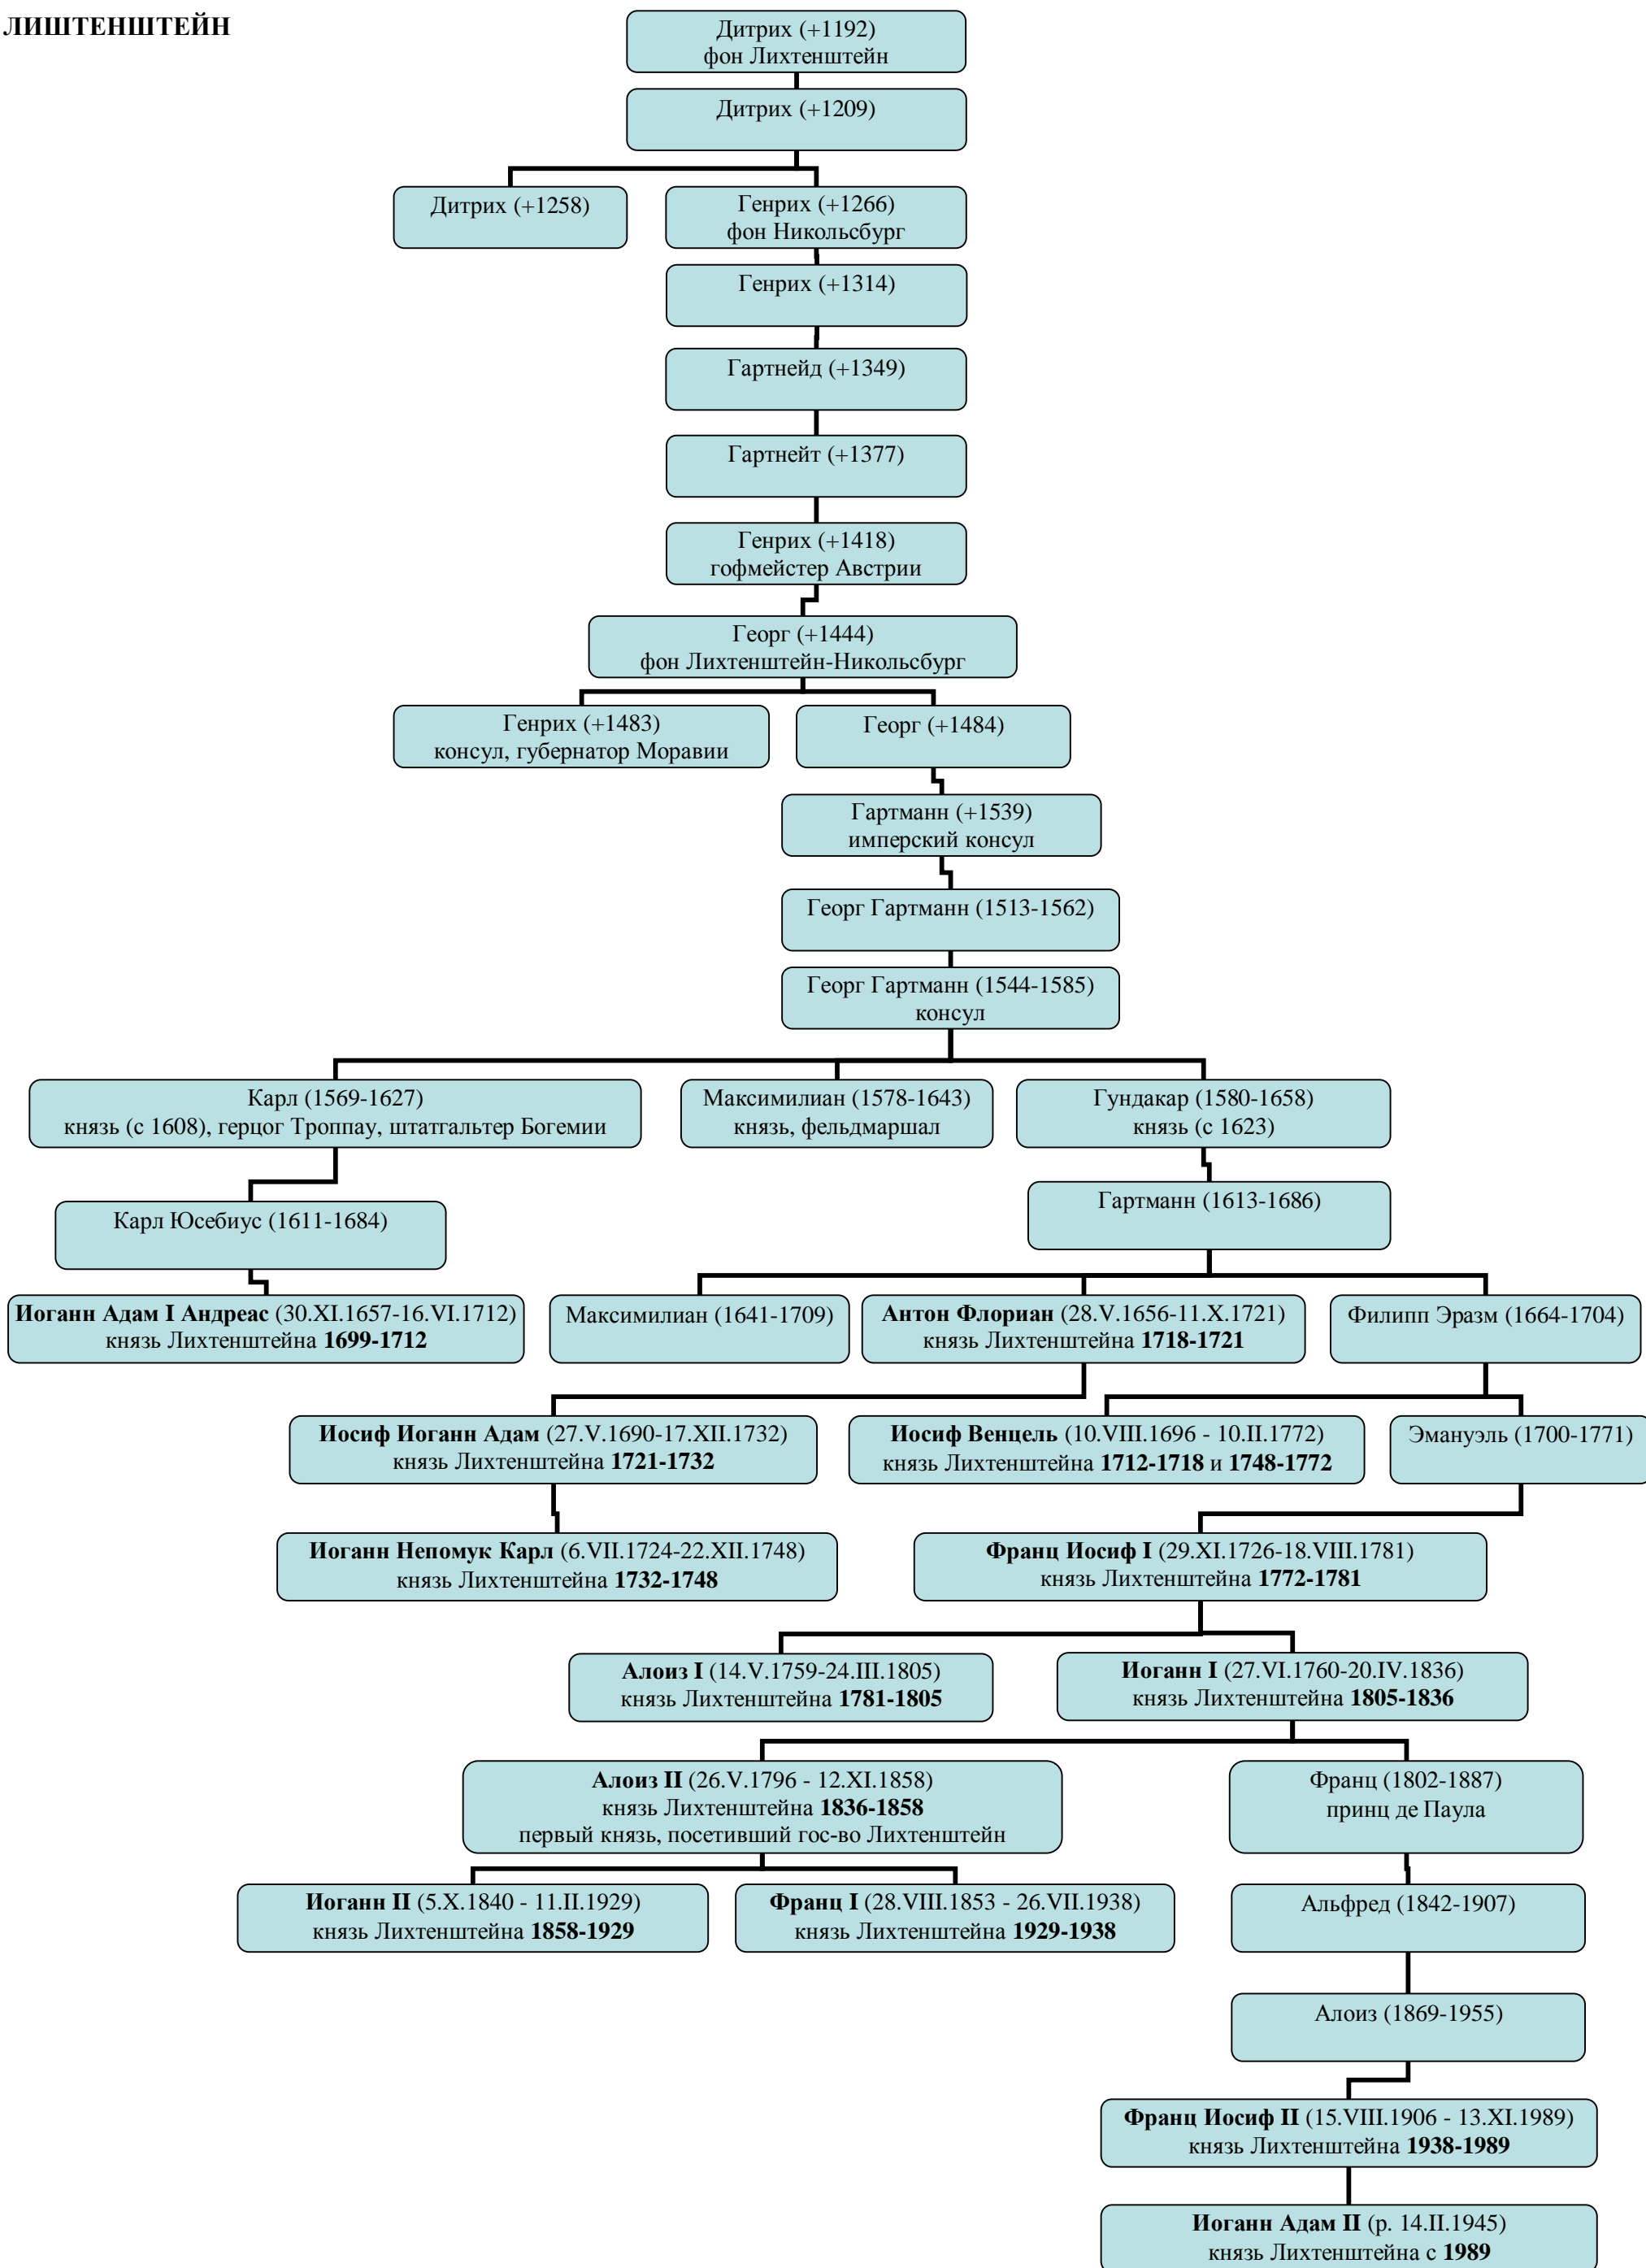 ЛИШТЕНШТЕЙН
Дитрих (+1192)
фон Лихтенштейн
Дитрих (+1209)
Дитрих (+1258)
Генрих (+1266)
фон Никольсбург
Генрих (+1314)
Гартнейд (+1349)
Гартнейт (+1377)
Генрих (+1418)
гофмейстер Австрии
Георг (+1444)
фон Лихтенштейн-Никольсбург
Генрих (+1483)
консул, губернатор Моравии
Георг (+1484)
Гартманн (+1539)
имперский консул
Георг Гартманн (1513-1562)
Георг Гартманн (1544-1585)
консул
Карл (1569-1627)
князь (с 1608), герцог Троппау, штатгальтер Богемии
Максимилиан (1578-1643)
князь, фельдмаршал
Гундакар (1580-1658)
князь (с 1623)
Карл Юсебиус (1611-1684)
Гартманн (1613-1686)
Иоганн Адам I Андреас (30.XI.1657-16.VI.1712)
князь Лихтенштейна 1699-1712
Максимилиан (1641-1709)
Антон Флориан (28.V.1656-11.X.1721)
князь Лихтенштейна 1718-1721
Филипп Эразм (1664-1704)
Иосиф Иоганн Адам (27.V.1690-17.XII.1732)
князь Лихтенштейна 1721-1732
Иосиф Венцель (10.VIII.1696 - 10.II.1772)
князь Лихтенштейна 1712-1718 и 1748-1772
Эмануэль (1700-1771)
Иоганн Непомук Карл (6.VII.1724-22.XII.1748)
князь Лихтенштейна 1732-1748
Франц Иосиф I (29.XI.1726-18.VIII.1781)
князь Лихтенштейна 1772-1781
Алоиз I (14.V.1759-24.III.1805)
князь Лихтенштейна 1781-1805
Иоганн I (27.VI.1760-20.IV.1836)
князь Лихтенштейна 1805-1836
Алоиз II (26.V.1796 - 12.XI.1858)
князь Лихтенштейна 1836-1858
первый князь, посетивший гос-во Лихтенштейн
Франц (1802-1887)
принц де Паула
Иоганн II (5.X.1840 - 11.II.1929)
князь Лихтенштейна 1858-1929
Франц I (28.VIII.1853 - 26.VII.1938)
князь Лихтенштейна 1929-1938
Альфред (1842-1907)
Алоиз (1869-1955)
Франц Иосиф II (15.VIII.1906 - 13.XI.1989)
князь Лихтенштейна 1938-1989
Иоганн Адам II (р. 14.II.1945)
князь Лихтенштейна с 1989